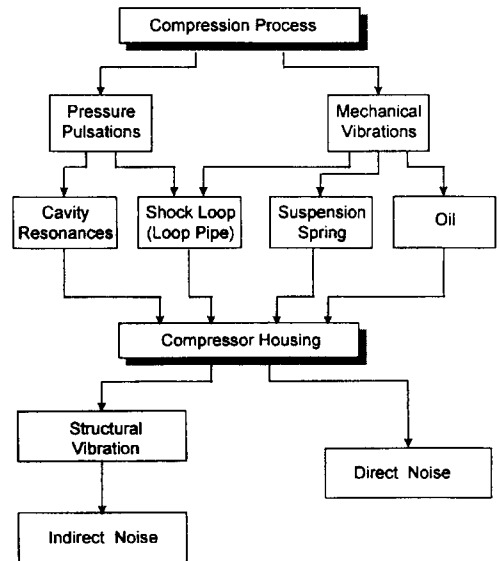 Compression Process
Pressure
Pulsations
Mechanical
Vibrations
Cavity
Resonances
Shock Loop
(Loop Pipe)
Suspension
Spring
Oil
Compressor Housing
Structural
Vibration
Direct Noise
Indirect Noise